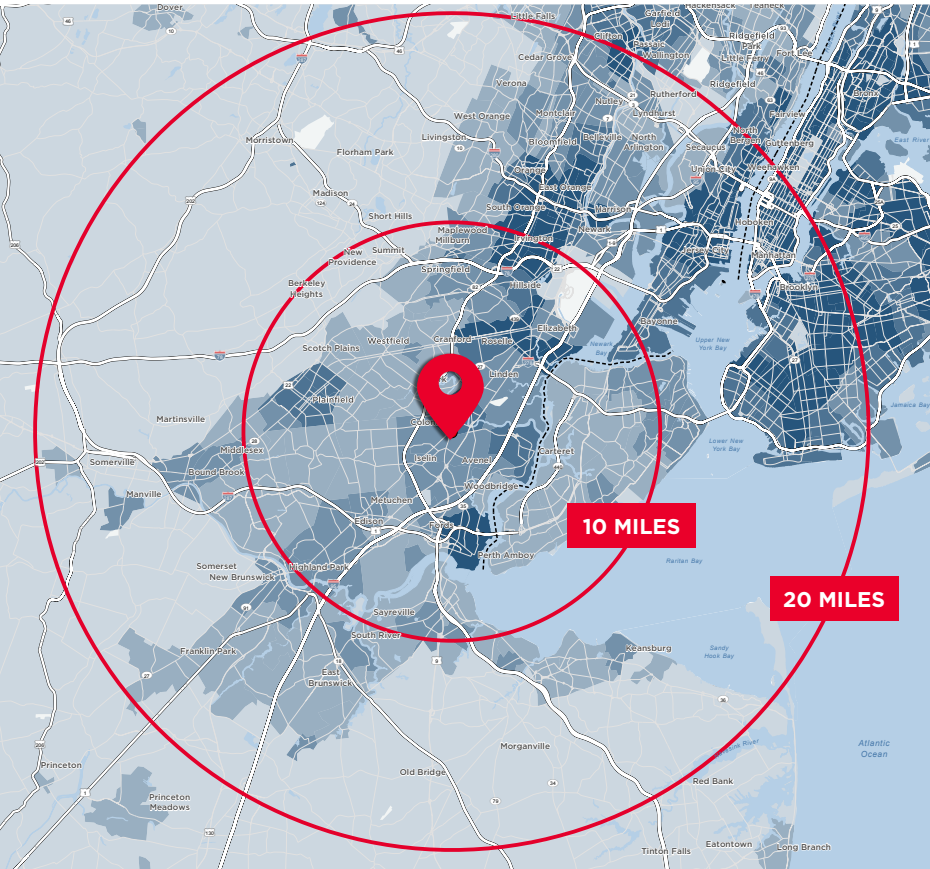 Dover
Little Falls
Hackensack
Teaneck
Garfield
Lodi
Clifton
Passaic
Wallington
Ridgefield
Park
Little Ferry
Fort Lee
Cedar Grove
Verona
Ridgefield
Rutherford
Nutley
Bronx
West Orange
Montclair
Lyndhurst
Fairview
Morristown
Livingston
Bloomfield
Belleville
North
Arlington
North
Bergen
Guttenberg
East River
Secaucus
Florham Park
Union City
Weehawken
Orange
East Orange
Madison
South Orange
Harrison
Short Hills
Hoboken
Maplewood
Newark
Millburn
Irvington
Jersey City
Manhattan
New
Providence
Summit
Springfield
Berkeley
Heights
Hillside
Brooklyn
Elizabeth
Bayonne
Scotch Plains
Westfield
Cranford
Roselle
Newark
Bay
Upper New
York Bay
Linden
Plainfield
Jamaica Bay
Martinsville
Colon
Middlesex
Lower New
York Bay
Somerville
Bound Brook
Iselin
Avenel
Carteret
Manville
Woodbridge
Metuchen
Edison
Fords
10 MILES
Perth Amboy
Raritan Bay
Somerset
New Brunswick
Highland Park
20 MILES
Sayreville
South River
Franklin Park
Keansburg
Sandy
Hook Bay
East
Brunswick
Morganville
Atlantic
Ocean
Princeton
Old Bridge
Red Bank
Princeton
Meadows
Eatontown
Long Branch
Tinton Falls